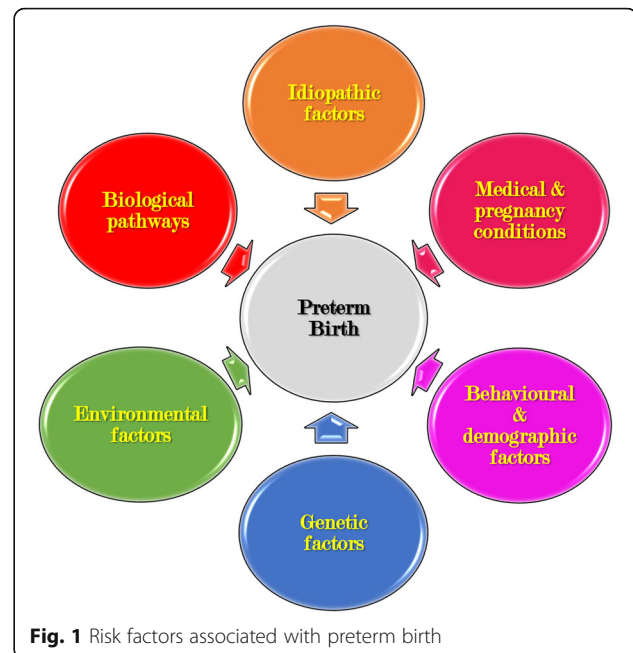 Idiopathic
factors
Biological
pathways
Medical &
pregnancy
conditions
Preterm
Birth
Environmental
factors
Behavioural
&
demographic
factors
Genetic
factors
Fig. 1 Risk factors associated with preterm birth